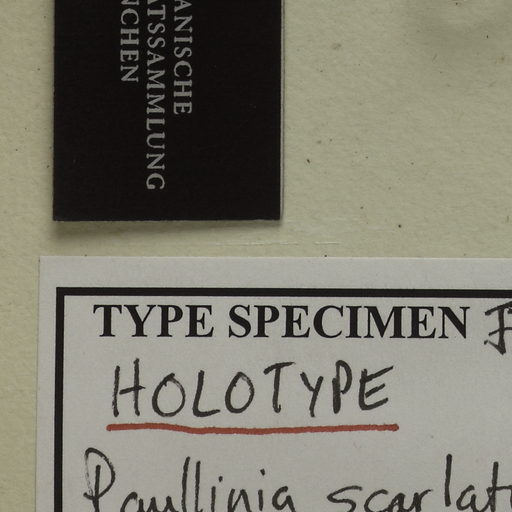 ANISCHE
ATSSAMMLUNG
NCHEN
TYPE SPECIMEN
HOLOTYPE
Paullinia scarlat